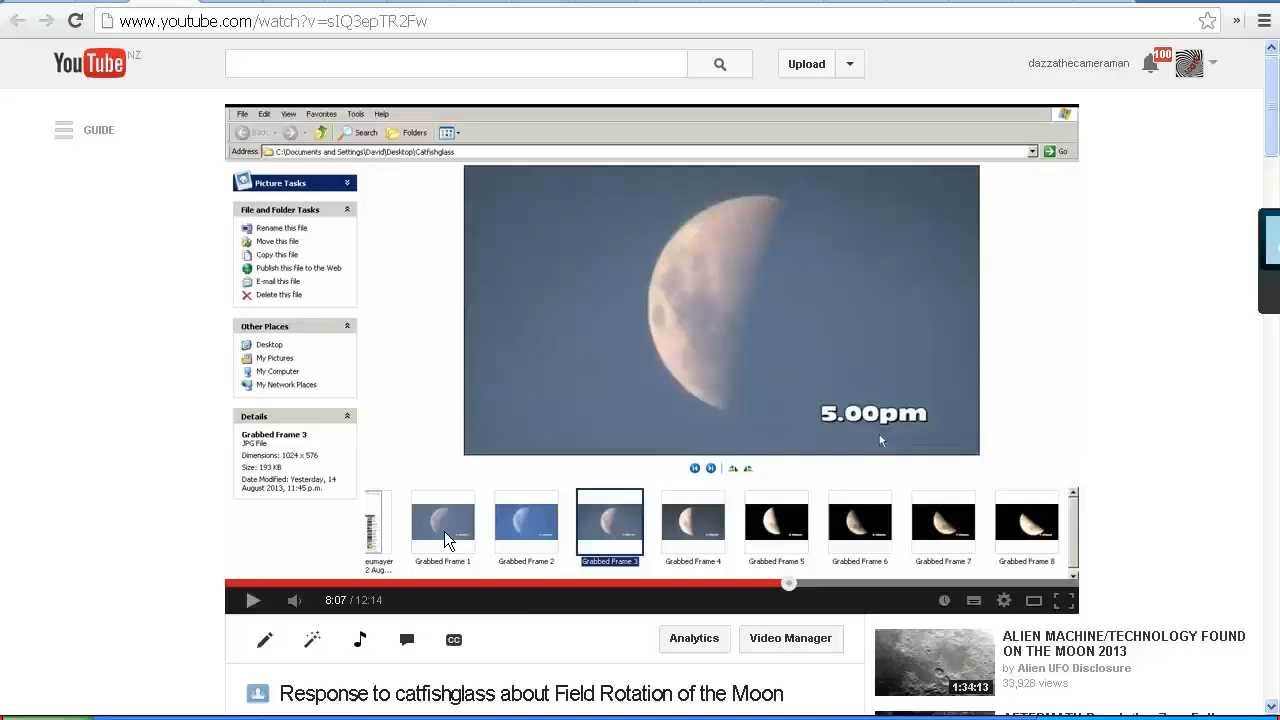 www.youtube.com/watch?v=sIQ3epTR2Fw
YouTube NZ
Upload
dazzathecameraman
100
GUIDE
File Edit View Favorites Tools Help
Back Search Folders
Address C:\Documents and Settings\David\Desktop\Catfishglass Go
Picture Tasks
File and Folder Tasks
Rename this file
Move this file
Copy this file
Publish this file to the Web
E-mail this file
Delete this file
Other Places
Desktop
My Pictures
My Computer
My Network Places
Details
Grabbed Frame 3
JPG File
Dimensions: 1024 x 576
Size: 193 KB
Date Modified: Yesterday, 14
August 2013, 11:45 p.m.
5.00pm
eumayer
2 Aug...
Grabbed Frame 1
Grabbed Frame 2
Grabbed Frame 3
Grabbed Frame 4
Grabbed Frame 5
Grabbed Frame 6
Grabbed Frame 7
Grabbed Frame 8
8:07 / 12:14
CC
Analytics
Video Manager
Response to catfishglass about Field Rotation of the Moon
1:34:13
ALIEN MACHINE/TECHNOLOGY FOUND
ON THE MOON 2013
by Alien UFO Disclosure
33,928 views